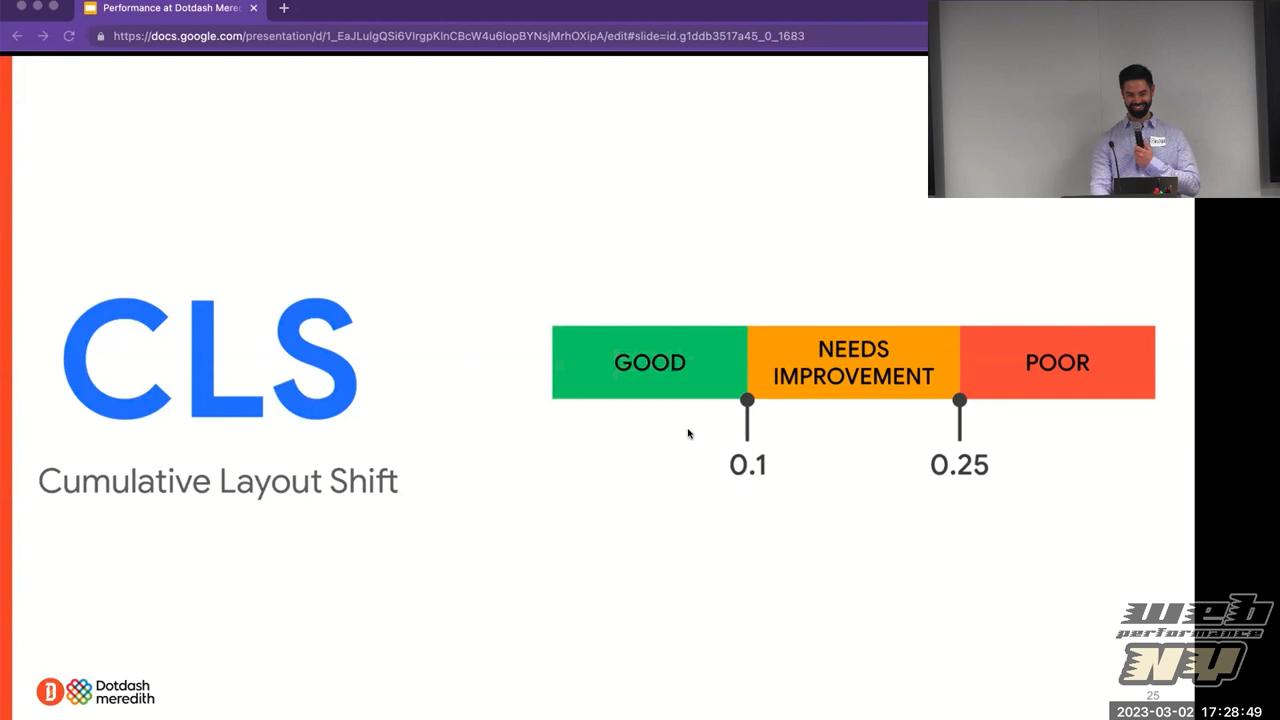 Performance at Dotdash Mered
https://docs.google.com/presentation/d/1_EaJLulgQSi6VIrgpKlnCBcW4u6lopBYNsjMrhOXipA/edit#slide=id.g1ddb3517a45_0_1683
CLS
Cumulative Layout Shift
GOOD
NEEDS
IMPROVEMENT
POOR
0.1
0.25
Dotdash
meredith
web
performance
NY
25
2023-03-02 17:28:49